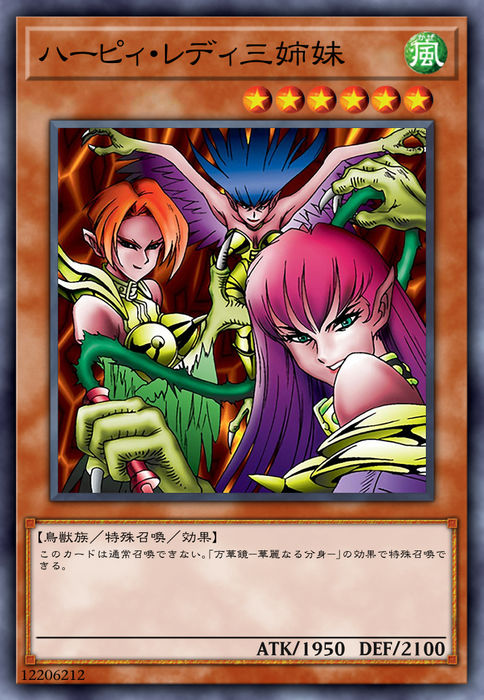 ハーピィ・レディ三姉妹
かぜ
風
【鳥獣族／特殊召喚／効果】
このカードは通常召喚できない。「万華鏡－華麗なる分身－」の効果で特殊召喚で
きる。
ATK/1950 DEF/2100
12206212